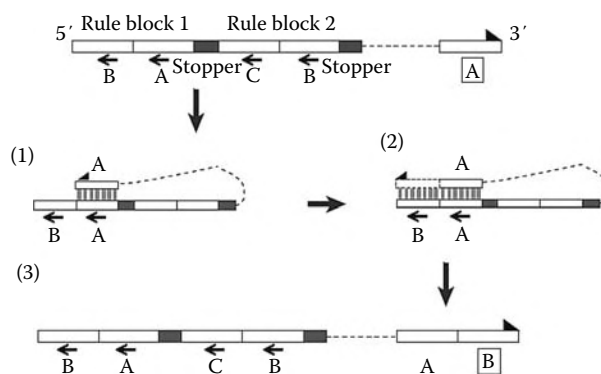 5′ Rule block 1 Rule block 2 3′
B A Stopper C B Stopper A
(1) A
B A
(2) A
B A
(3)
B A C B A B